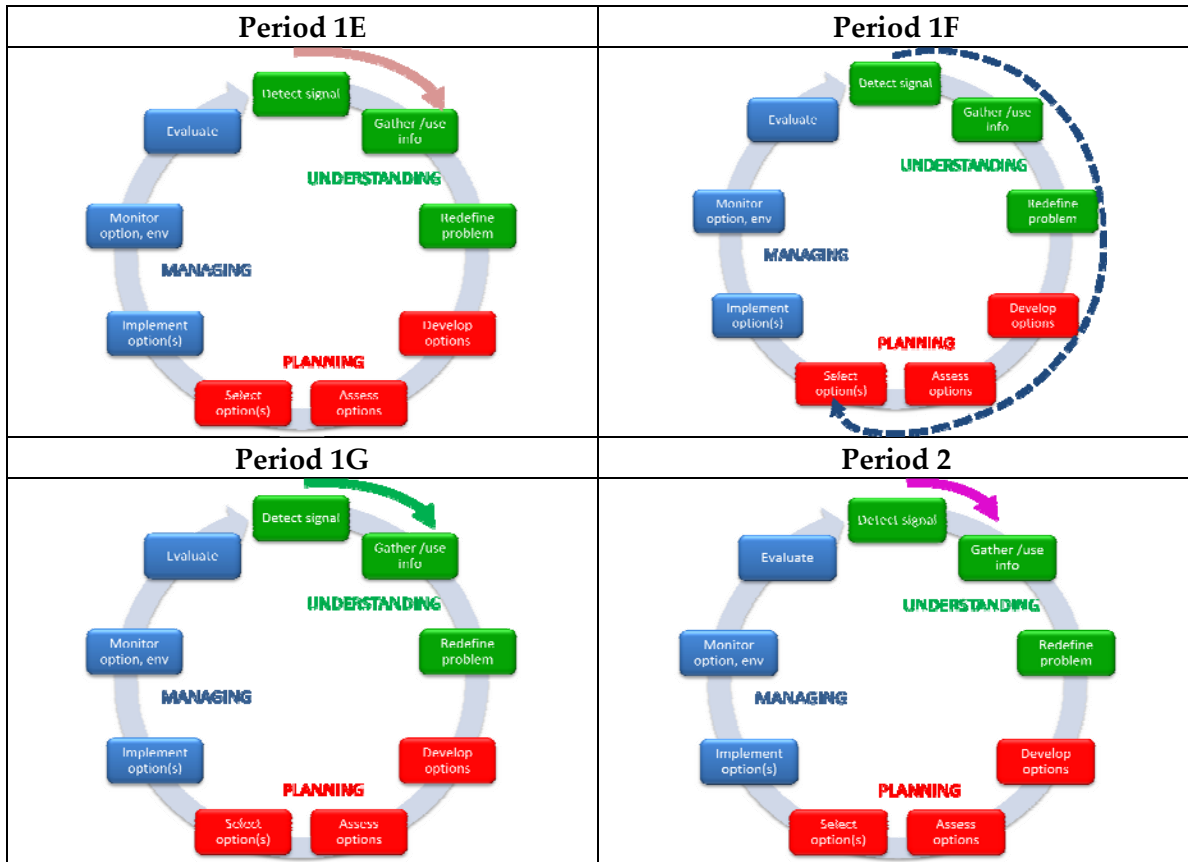 Period 1E
Detect signal
Gather /use
info
Evaluate
UNDERSTANDING
Monitor
option, env
Redefine
problem
MANAGING
Implement
option(s)
Develop
options
PLANNING
Select
option(s)
Assess
options
Period 1F
Detect signal
Gather /use
info
Evaluate
UNDERSTANDING
Monitor
option, env
Redefine
problem
MANAGING
Implement
option(s)
Develop
options
PLANNING
Select
option(s)
Assess
options
Period 1G
Detect signal
Gather /use
info
Evaluate
UNDERSTANDING
Monitor
option, env
Redefine
problem
MANAGING
Implement
option(s)
Develop
options
PLANNING
Select
option(s)
Assess
options
Period 2
Detect signal
Gather /use
info
Evaluate
UNDERSTANDING
Monitor
option, env
Redefine
problem
MANAGING
Implement
option(s)
Develop
options
PLANNING
Select
option(s)
Assess
options